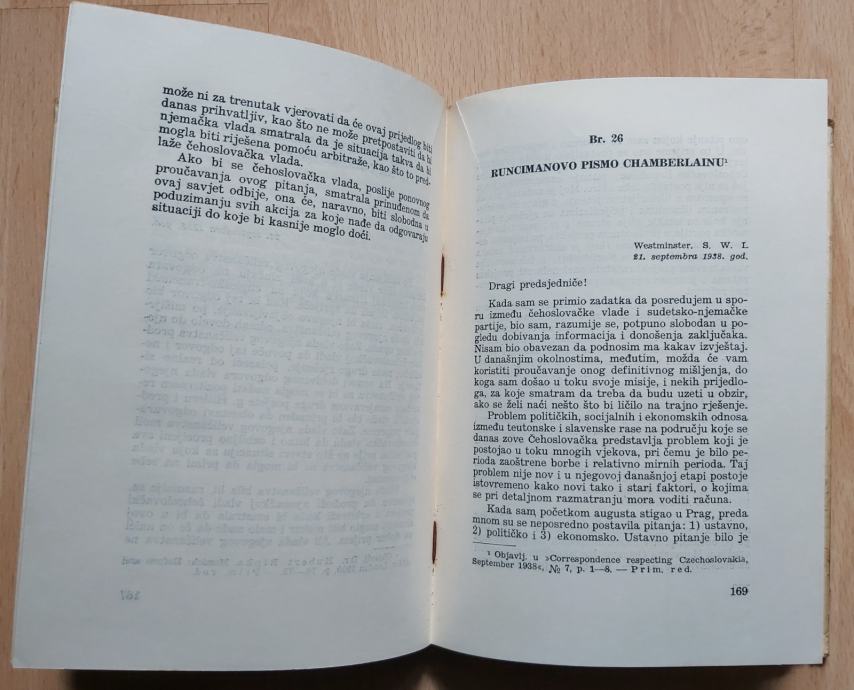 može ni za trenutak vjerovati da će ovaj prijedlog biti
danas prihvatljiv, kao što ne može pretpostaviti da bi
njemačka vlada smatrala da je situacija takva da bi
mogla biti riješena pomoću arbitraže, kao što to pred-
laže čehoslovačka vlada.
Ako bi se čehoslovačka vlada, poslije ponovnog
proučavanja ovog pitanja, smatrala prinuđenom da
ovaj savjet odbije, ona će, naravno, biti slobodna u
poduzimanju svih akcija za koje nađe da odgovaraju
situaciji do koje bi kasnije moglo doći.
Br. 26
RUNCIMANOVO PISMO CHAMBERLAINU¹
Westminster. S. W. I.
21. septembra 1938. god.
Dragi predsjedniče!
Kada sam se primio zadatka da posredujem u spo-
ru između čehoslovačke vlade i sudetsko-njemačke
partije, bio sam, razumije se, potpuno slobodan u po-
gledu dobivanja informacija i donošenja zaključaka.
Nisam bio obavezan da podnosim ma kakav izvještaj.
U današnjim okolnostima, međutim, možda će vam
koristiti proučavanje onog definitivnog mišljenja, do
koga sam došao u toku svoje misije, i nekih prijedlo-
ga, za koje smatram da treba da budu uzeti u obzir,
ako se želi naći nešto što bi ličilo na trajno rješenje.
Problem političkih, socijalnih i ekonomskih odnosa
između teutonske i slavenske rase na području koje se
danas zove Čehoslovačka predstavlja problem koji je
postojao u toku mnogih vjekova, pri čemu je bilo pe-
rioda zaoštrene borbe i relativno mirnih perioda. Taj
problem nije nov i u njegovoj današnjoj etapi postoje
istovremeno kako novi tako i stari faktori, o kojima
se pri detaljnom razmatranju mora voditi računa.
Kada sam početkom augusta stigao u Prag, preda
mnom su se neposredno postavila pitanja: 1) ustavno,
2) političko i 3) ekonomsko. Ustavno pitanje bilo je
¹ Objavlj. u »Correspondence respecting Czechoslovakia,
September 1938«, № 7, p. 1—8. — Prim. red.
169